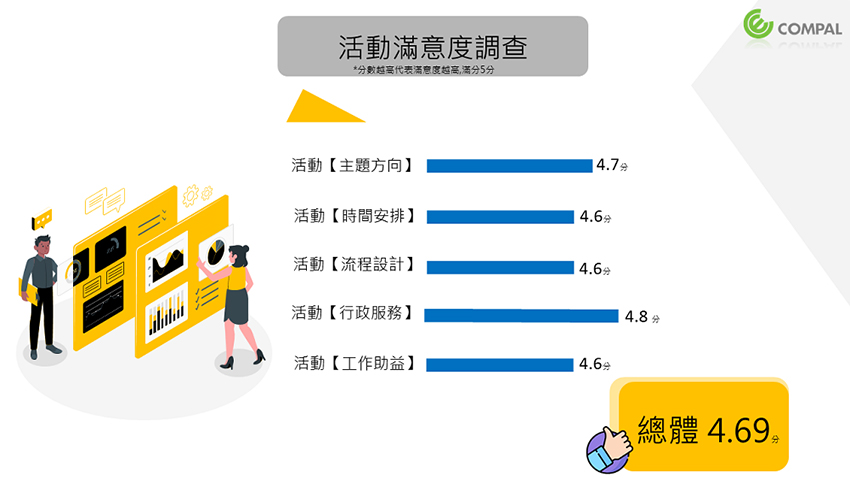 COMPAL
活動滿意度調查
*分數越高代表滿意度越高,滿分5分
活動【主題方向】 4.7分
活動【時間安排】 4.6分
活動【流程設計】 4.6分
活動【行政服務】 4.8 分
活動【工作助益】 4.6分
總體 4.69分